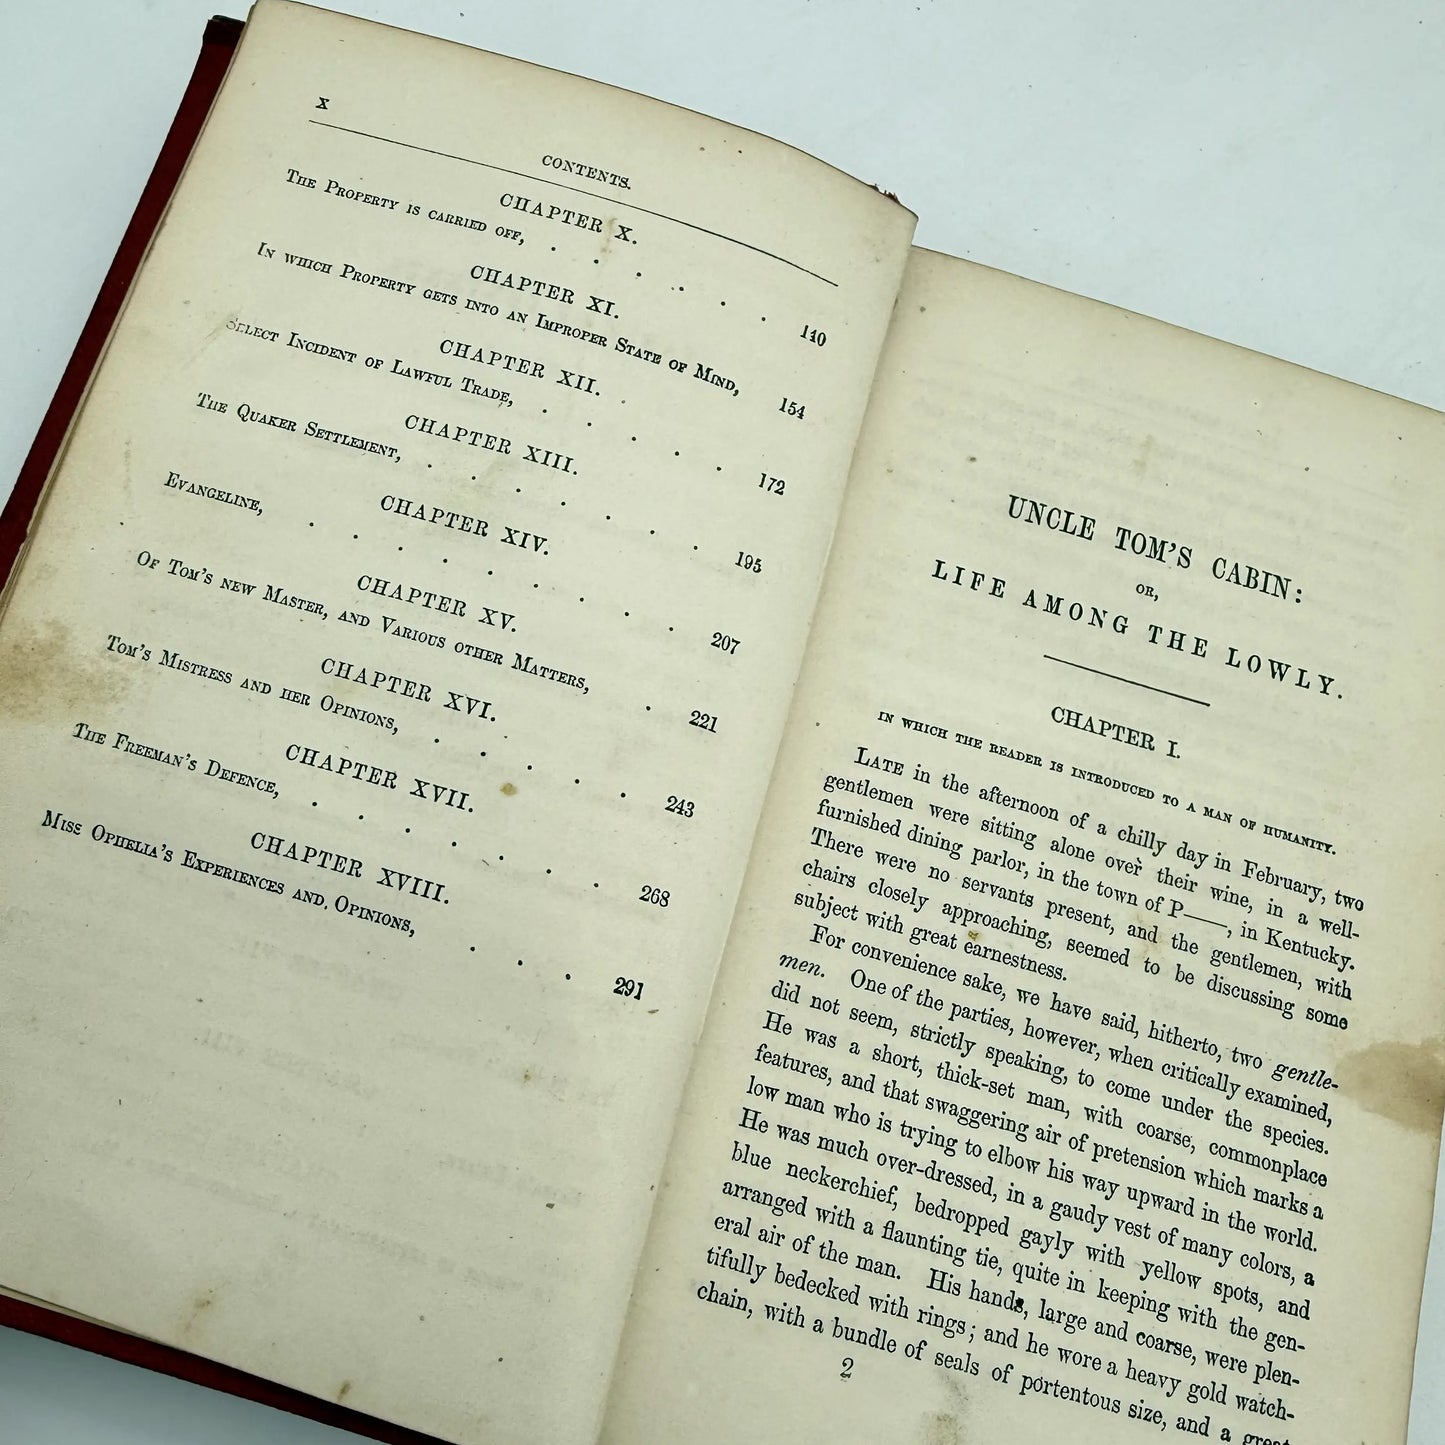 X
CONTENTS.
CHAPTER X.
THE PROPERTY IS CARRIED OFF, . . . . . . 140
CHAPTER XI.
IN WHICH PROPERTY GETS INTO AN IMPROPER STATE OF MIND, 154
CHAPTER XII.
SELECT INCIDENT OF LAWFUL TRADE, . . . . . 172
CHAPTER XIII.
THE QUAKER SETTLEMENT, . . . . . . . 195
CHAPTER XIV.
EVANGELINE, . . . . . . . . . 207
CHAPTER XV.
OF TOM'S NEW MASTER, AND VARIOUS OTHER MATTERS, . 221
CHAPTER XVI.
TOM'S MISTRESS AND HER OPINIONS, . . . . . 243
CHAPTER XVII.
THE FREEMAN'S DEFENCE, . . . . . . . 268
CHAPTER XVIII.
MISS OPHELIA'S EXPERIENCES AND OPINIONS, . . . 291
UNCLE TOM'S CABIN:
OR,
LIFE AMONG THE LOWLY.
CHAPTER I.
IN WHICH THE READER IS INTRODUCED TO A MAN OF HUMANITY.
LATE in the afternoon of a chilly day in February, two
gentlemen were sitting alone over their wine, in a well-
furnished dining parlor, in the town of P——, in Kentucky.
There were no servants present, and the gentlemen, with
chairs closely approaching, seemed to be discussing some
subject with great earnestness.
For convenience sake, we have said, hitherto, two gentle-
men. One of the parties, however, when critically examined,
did not seem, strictly speaking, to come under the species.
He was a short, thick-set man, with coarse, commonplace
features, and that swaggering air of pretension which marks a
low man who is trying to elbow his way upward in the world.
He was much over-dressed, in a gaudy vest of many colors, a
blue neckerchief, bedropped gayly with yellow spots, and
arranged with a flaunting tie, quite in keeping with the gen-
eral air of the man. His hands, large and coarse, were plen-
tifully bedecked with rings; and he wore a heavy gold watch-
chain, with a bundle of seals of portentous size, and a great
2